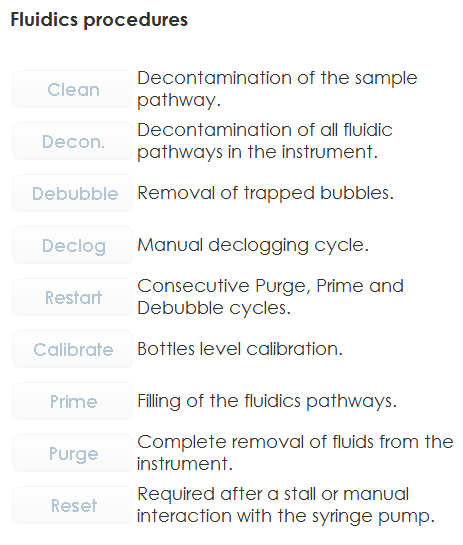 Fluidics procedures
Clean
Decontamination of the sample
pathway.
Decon.
Decontamination of all fluidic
pathways in the instrument.
Debubble
Removal of trapped bubbles.
Declog
Manual declogging cycle.
Restart
Consecutive Purge, Prime and
Debubble cycles.
Calibrate
Bottles level calibration.
Prime
Filling of the fluidics pathways.
Purge
Complete removal of fluids from the
instrument.
Reset
Required after a stall or manual
interaction with the syringe pump.